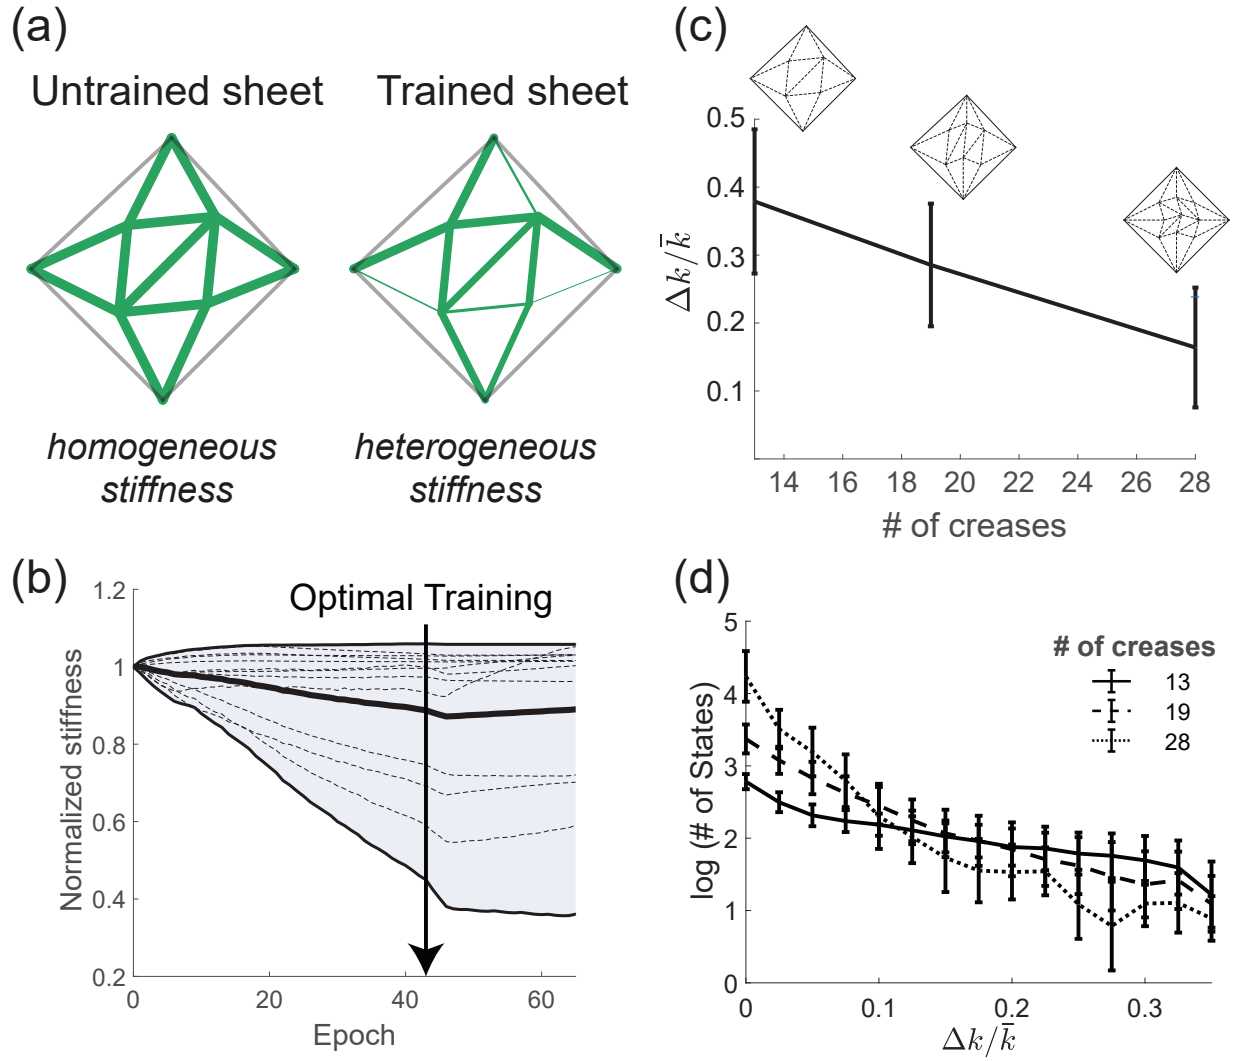 (a)
Untrained sheet
Trained sheet
homogeneous
stiffness
heterogeneous
stiffness
(b)
Optimal Training
1.2
1
0.8
0.6
0.4
0.2
Normalized stiffness
0 20 40 60
Epoch
(c)
0.5
0.4
0.3
0.2
0.1
Δk/k̄
14 16 18 20 22 24 26 28
# of creases
(d)
5
4
3
2
1
0
log (# of States)
# of creases
13
19
28
0 0.1 0.2 0.3
Δk/k̄